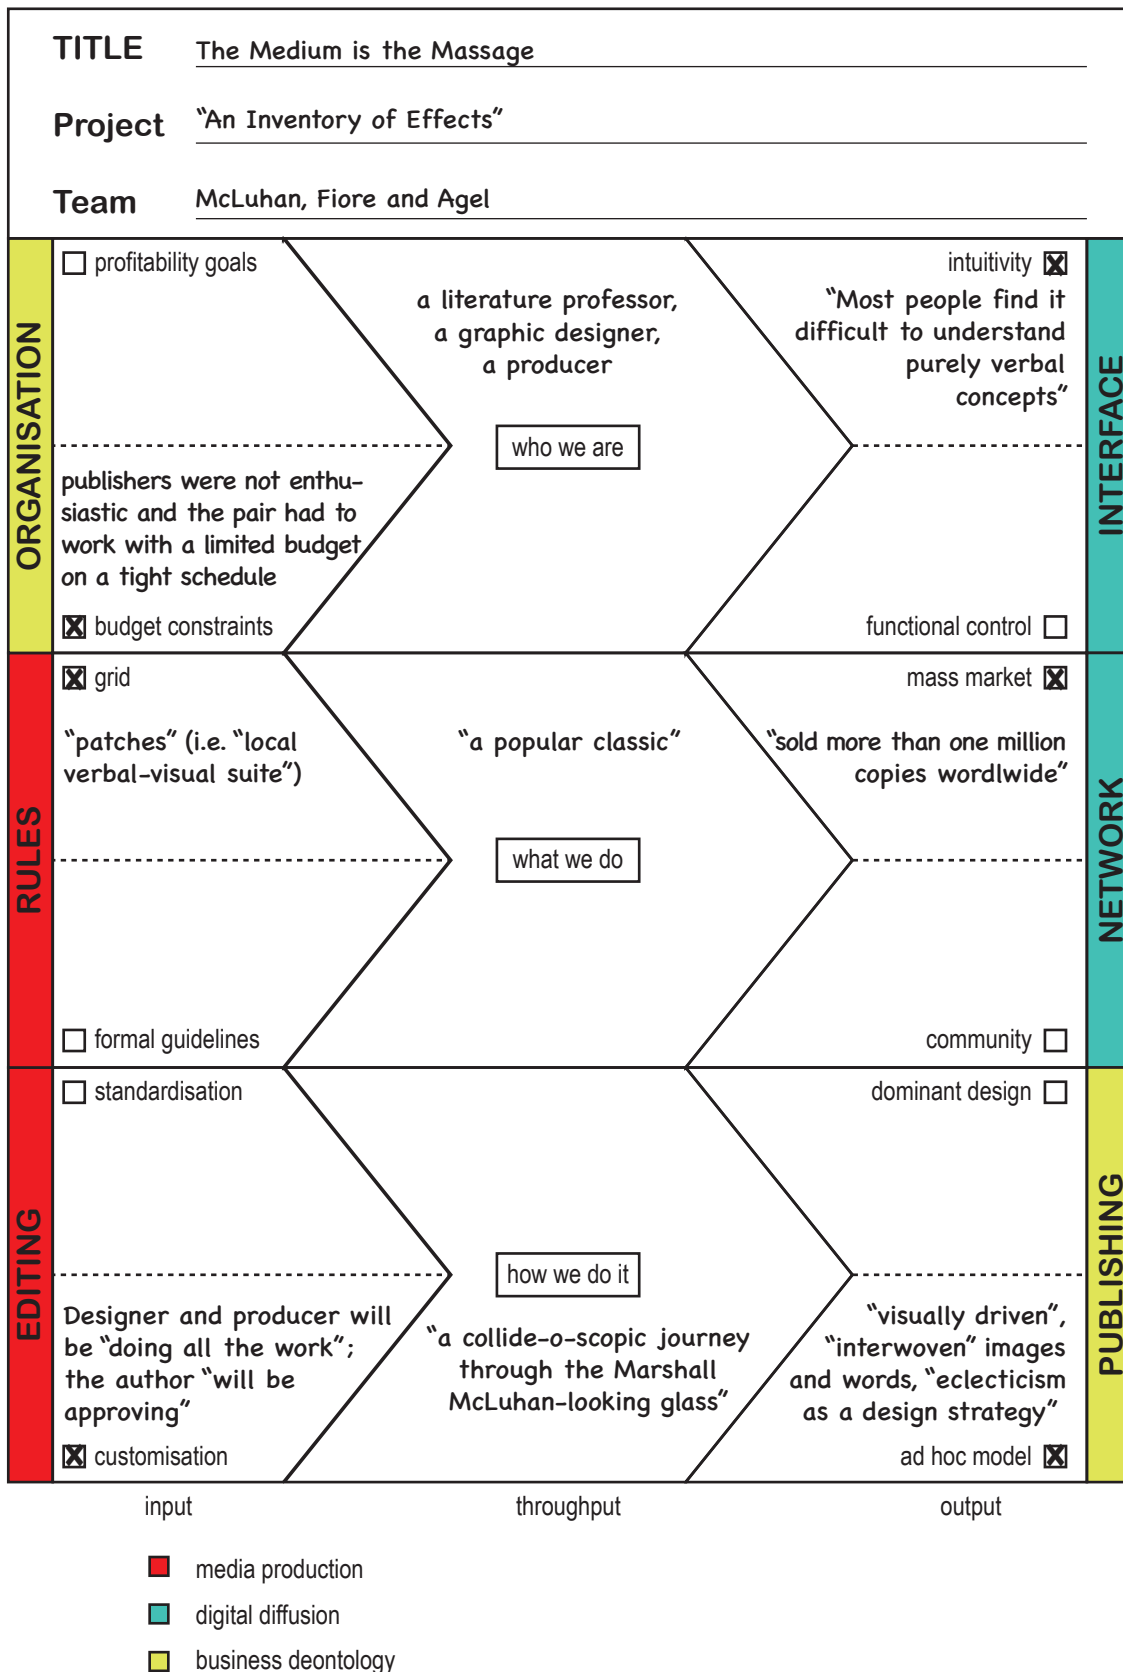 TITLE The Medium is the Massage
Project “An Inventory of Effects”
Team McLuhan, Fiore and Agel
ORGANISATION
profitability goals
publishers were not enthu-
siastic and the pair had to
work with a limited budget
on a tight schedule
X budget constraints
a literature professor,
a graphic designer,
a producer
who we are
intuitivity X
“Most people find it
difficult to understand
purely verbal
concepts”
functional control
INTERFACE
RULES
X grid
“patches” (i.e. “local
verbal-visual suite”)
formal guidelines
“a popular classic”
what we do
mass market X
“sold more than one million
copies wordlwide”
community
NETWORK
EDITING
standardisation
Designer and producer will
be “doing all the work”;
the author “will be
approving”
X customisation
how we do it
“a collide-o-scopic journey
through the Marshall
McLuhan-looking glass”
dominant design
“visually driven”,
“interwoven” images
and words, “eclecticism
as a design strategy”
ad hoc model X
PUBLISHING
input throughput output
media production
digital diffusion
business deontology